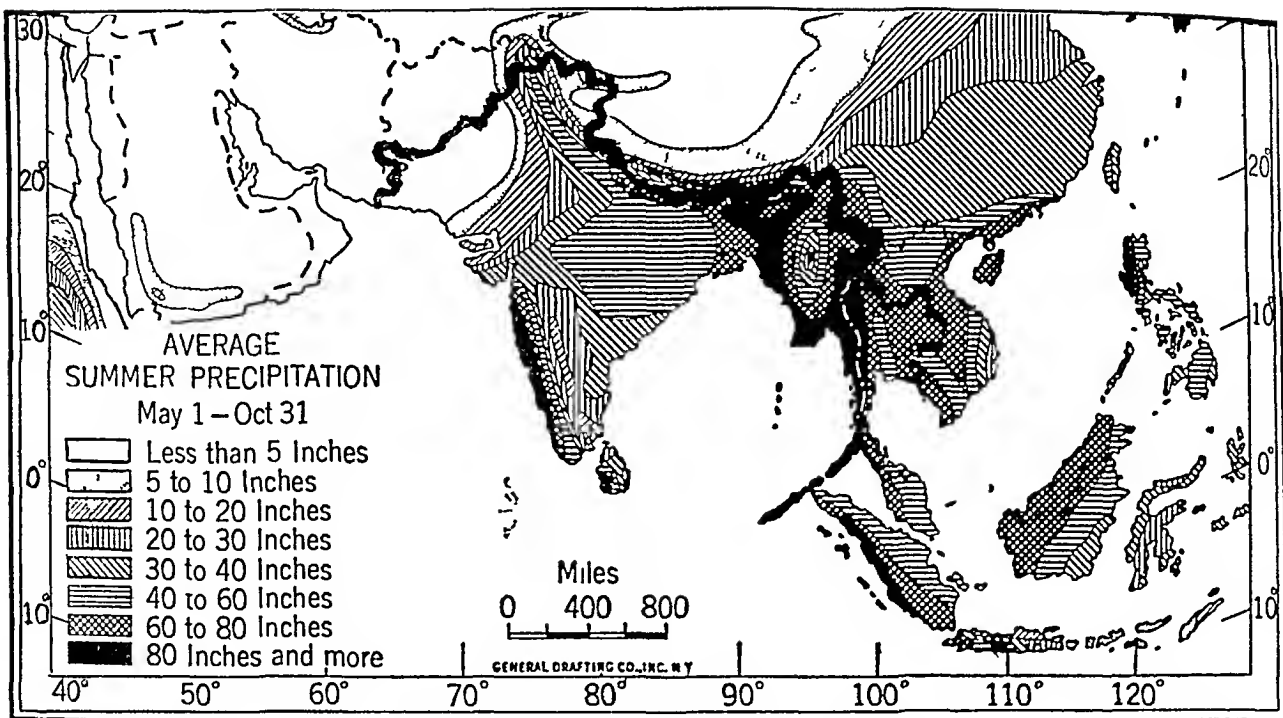 30°
20°
10°
0°
10°
20°
10°
0°
10°
AVERAGE
SUMMER PRECIPITATION
May 1 – Oct 31
Less than 5 Inches
5 to 10 Inches
10 to 20 Inches
20 to 30 Inches
30 to 40 Inches
40 to 60 Inches
60 to 80 Inches
80 Inches and more
Miles
0 400 800
GENERAL DRAFTING CO., INC. N Y
40° 50° 60° 70° 80° 90° 100° 110° 120°